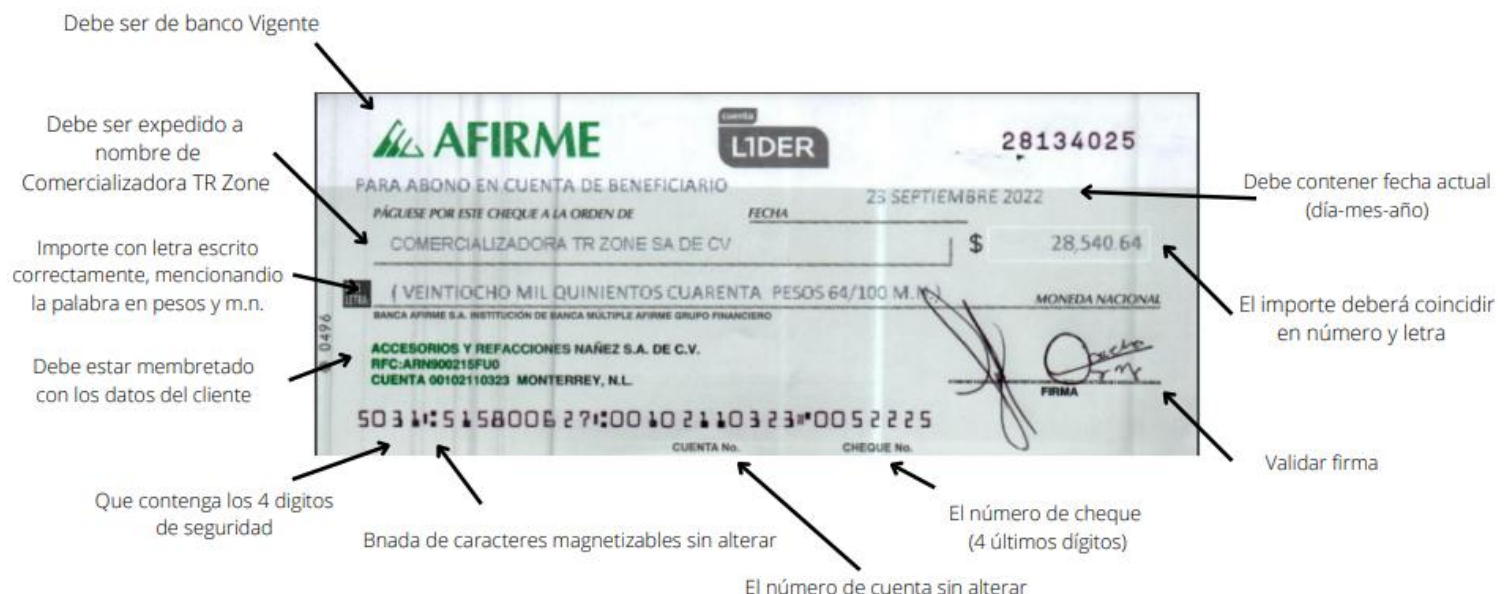 Debe ser de banco Vigente
Debe ser expedido a
nombre de
Comercializadora TR Zone
Importe con letra escrito
correctamente, mencionandio
la palabra en pesos y m.n.
Debe estar membretado
con los datos del cliente
AFIRME
cuenta
L1DER
28134025
PARA ABONO EN CUENTA DE BENEFICIARIO
SEPTIEMBRE 2022
PÁGUESE POR ESTE CHEQUE A LA ORDEN DE FECHA
COMERCIALIZADORA TR ZONE SA DE CV $ 28,540.64
( VEINTIOCHO MIL QUINIENTOS CUARENTA PESOS 64/100 M.N. )
MONEDA NACIONAL
BANCA AFIRME S.A. INSTITUCIÓN DE BANCA MÚLTIPLE AFIRME GRUPO FINANCIERO
0496
ACCESORIOS Y REFACCIONES NAÑEZ S.A. DE C.V.
RFC:ARN900215FU0
CUENTA 00102110323 MONTERREY, N.L.
FIRMA
5031⑆515800627⑆00102110323⑈0052225
CUENTA No. CHEQUE No.
Debe contener fecha actual
(día-mes-año)
El importe deberá coincidir
en número y letra
Validar firma
Que contenga los 4 digitos
de seguridad
Bnada de caracteres magnetizables sin alterar
El número de cheque
(4 últimos dígitos)
El número de cuenta sin alterar